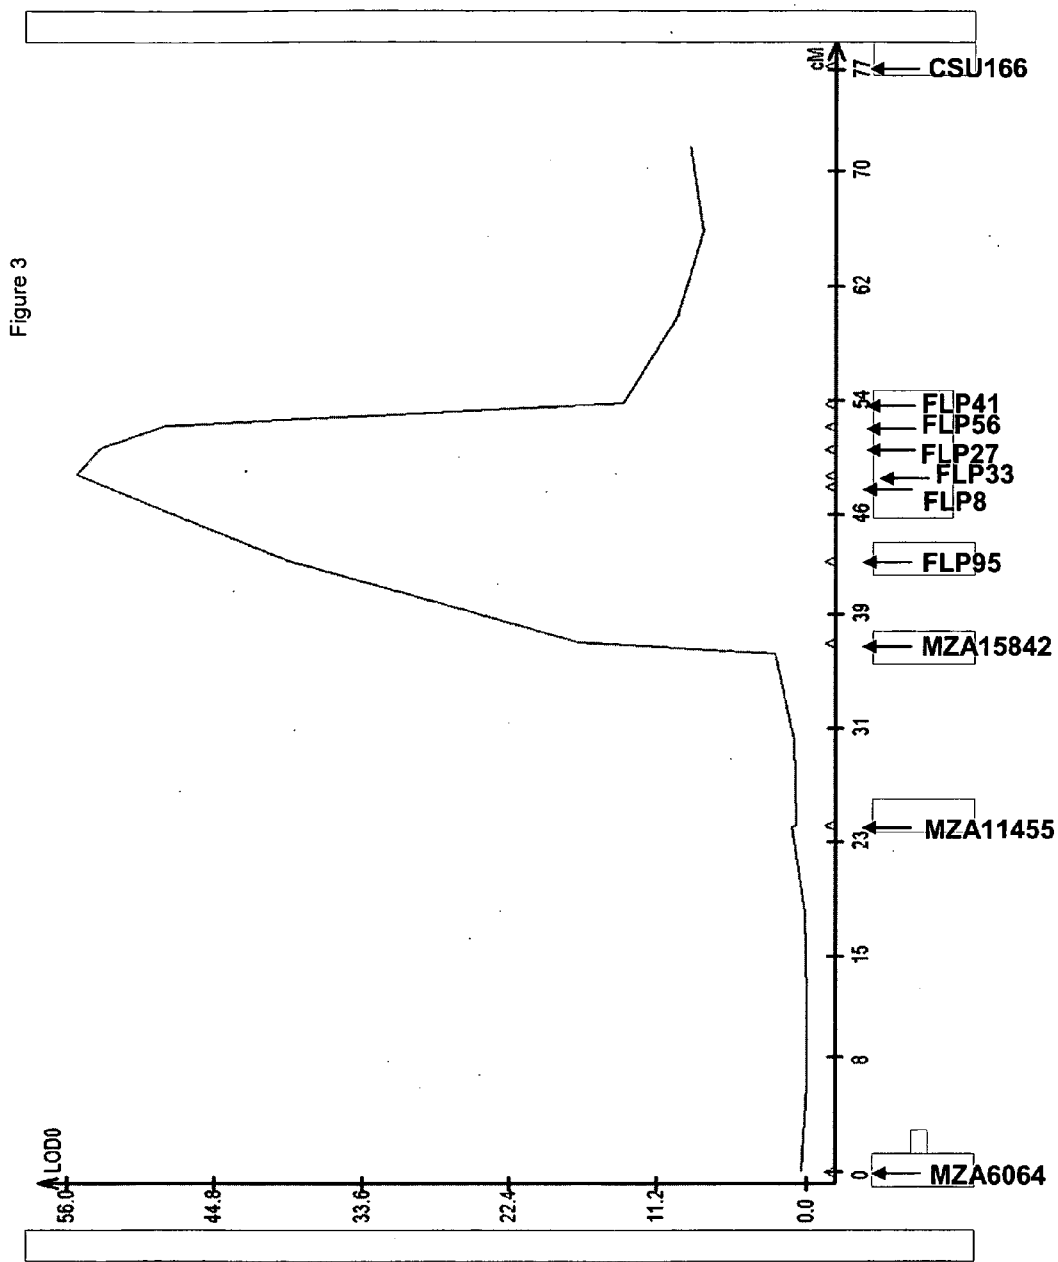 Figure 3
LOD0
56.0
44.8
33.6
22.4
11.2
0.0
0
8
15
23
31
39
46
54
62
70
77
cM
MZA6064
MZA11455
MZA15842
FLP95
FLP8
FLP33
FLP27
FLP56
FLP41
CSU166